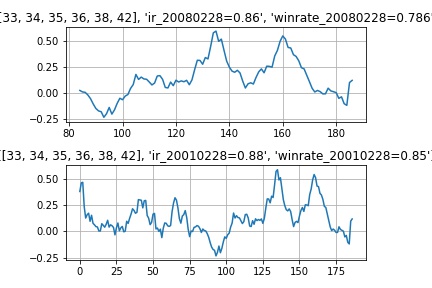 [33, 34, 35, 36, 38, 42], 'ir_20080228=0.86', 'winrate_20080228=0.786'
0.50
0.25
0.00
−0.25
80 100 120 140 160 180
[[33, 34, 35, 36, 38, 42], 'ir_20010228=0.88', 'winrate_20010228=0.85']
0.50
0.25
0.00
−0.25
0 25 50 75 100 125 150 175